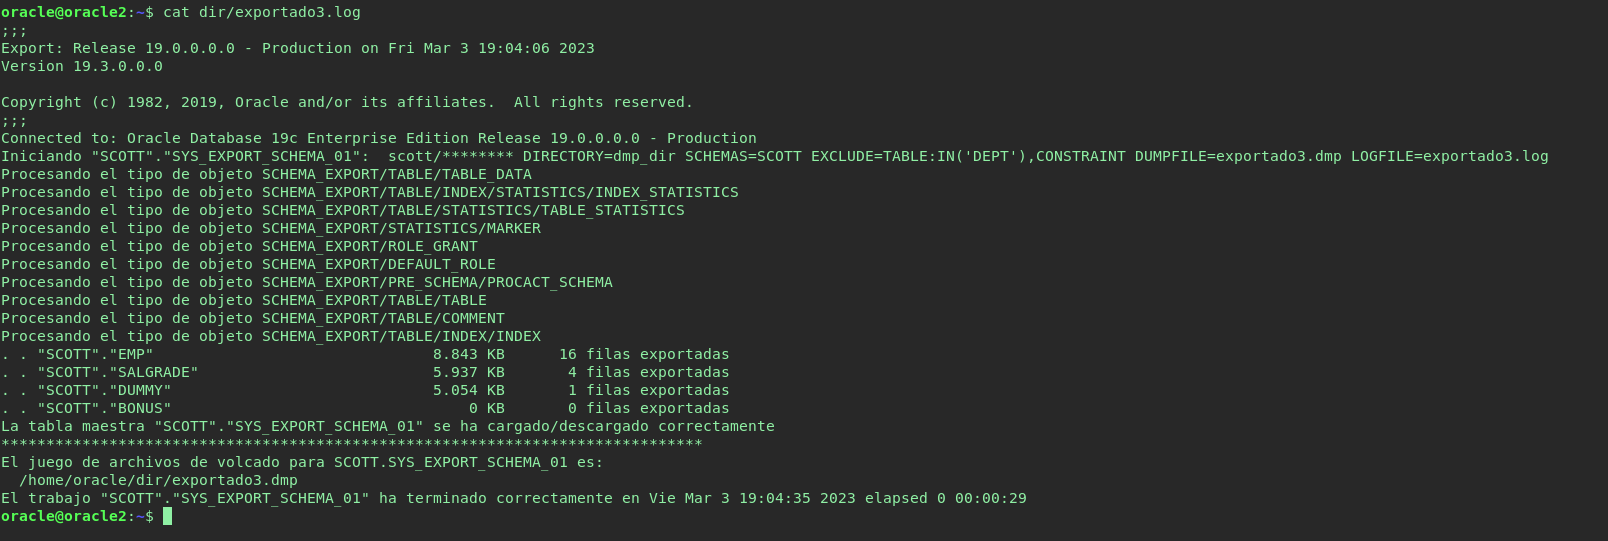 oracle@oracle2:~$ cat dir/exportado3.log
;;;
Export: Release 19.0.0.0.0 - Production on Fri Mar 3 19:04:06 2023
Version 19.3.0.0.0
Copyright (c) 1982, 2019, Oracle and/or its affiliates.  All rights reserved.
;;;
Connected to: Oracle Database 19c Enterprise Edition Release 19.0.0.0.0 - Production
Iniciando "SCOTT"."SYS_EXPORT_SCHEMA_01":  scott/******** DIRECTORY=dmp_dir SCHEMAS=SCOTT EXCLUDE=TABLE:IN('DEPT'),CONSTRAINT DUMPFILE=exportado3.dmp LOGFILE=exportado3.log
Procesando el tipo de objeto SCHEMA_EXPORT/TABLE/TABLE_DATA
Procesando el tipo de objeto SCHEMA_EXPORT/TABLE/INDEX/STATISTICS/INDEX_STATISTICS
Procesando el tipo de objeto SCHEMA_EXPORT/TABLE/STATISTICS/TABLE_STATISTICS
Procesando el tipo de objeto SCHEMA_EXPORT/STATISTICS/MARKER
Procesando el tipo de objeto SCHEMA_EXPORT/ROLE_GRANT
Procesando el tipo de objeto SCHEMA_EXPORT/DEFAULT_ROLE
Procesando el tipo de objeto SCHEMA_EXPORT/PRE_SCHEMA/PROCACT_SCHEMA
Procesando el tipo de objeto SCHEMA_EXPORT/TABLE/TABLE
Procesando el tipo de objeto SCHEMA_EXPORT/TABLE/COMMENT
Procesando el tipo de objeto SCHEMA_EXPORT/TABLE/INDEX/INDEX
. . "SCOTT"."EMP"                               8.843 KB      16 filas exportadas
. . "SCOTT"."SALGRADE"                          5.937 KB       4 filas exportadas
. . "SCOTT"."DUMMY"                             5.054 KB       1 filas exportadas
. . "SCOTT"."BONUS"                                 0 KB       0 filas exportadas
La tabla maestra "SCOTT"."SYS_EXPORT_SCHEMA_01" se ha cargado/descargado correctamente
******************************************************************************
El juego de archivos de volcado para SCOTT.SYS_EXPORT_SCHEMA_01 es:
  /home/oracle/dir/exportado3.dmp
El trabajo "SCOTT"."SYS_EXPORT_SCHEMA_01" ha terminado correctamente en Vie Mar 3 19:04:35 2023 elapsed 0 00:00:29
oracle@oracle2:~$